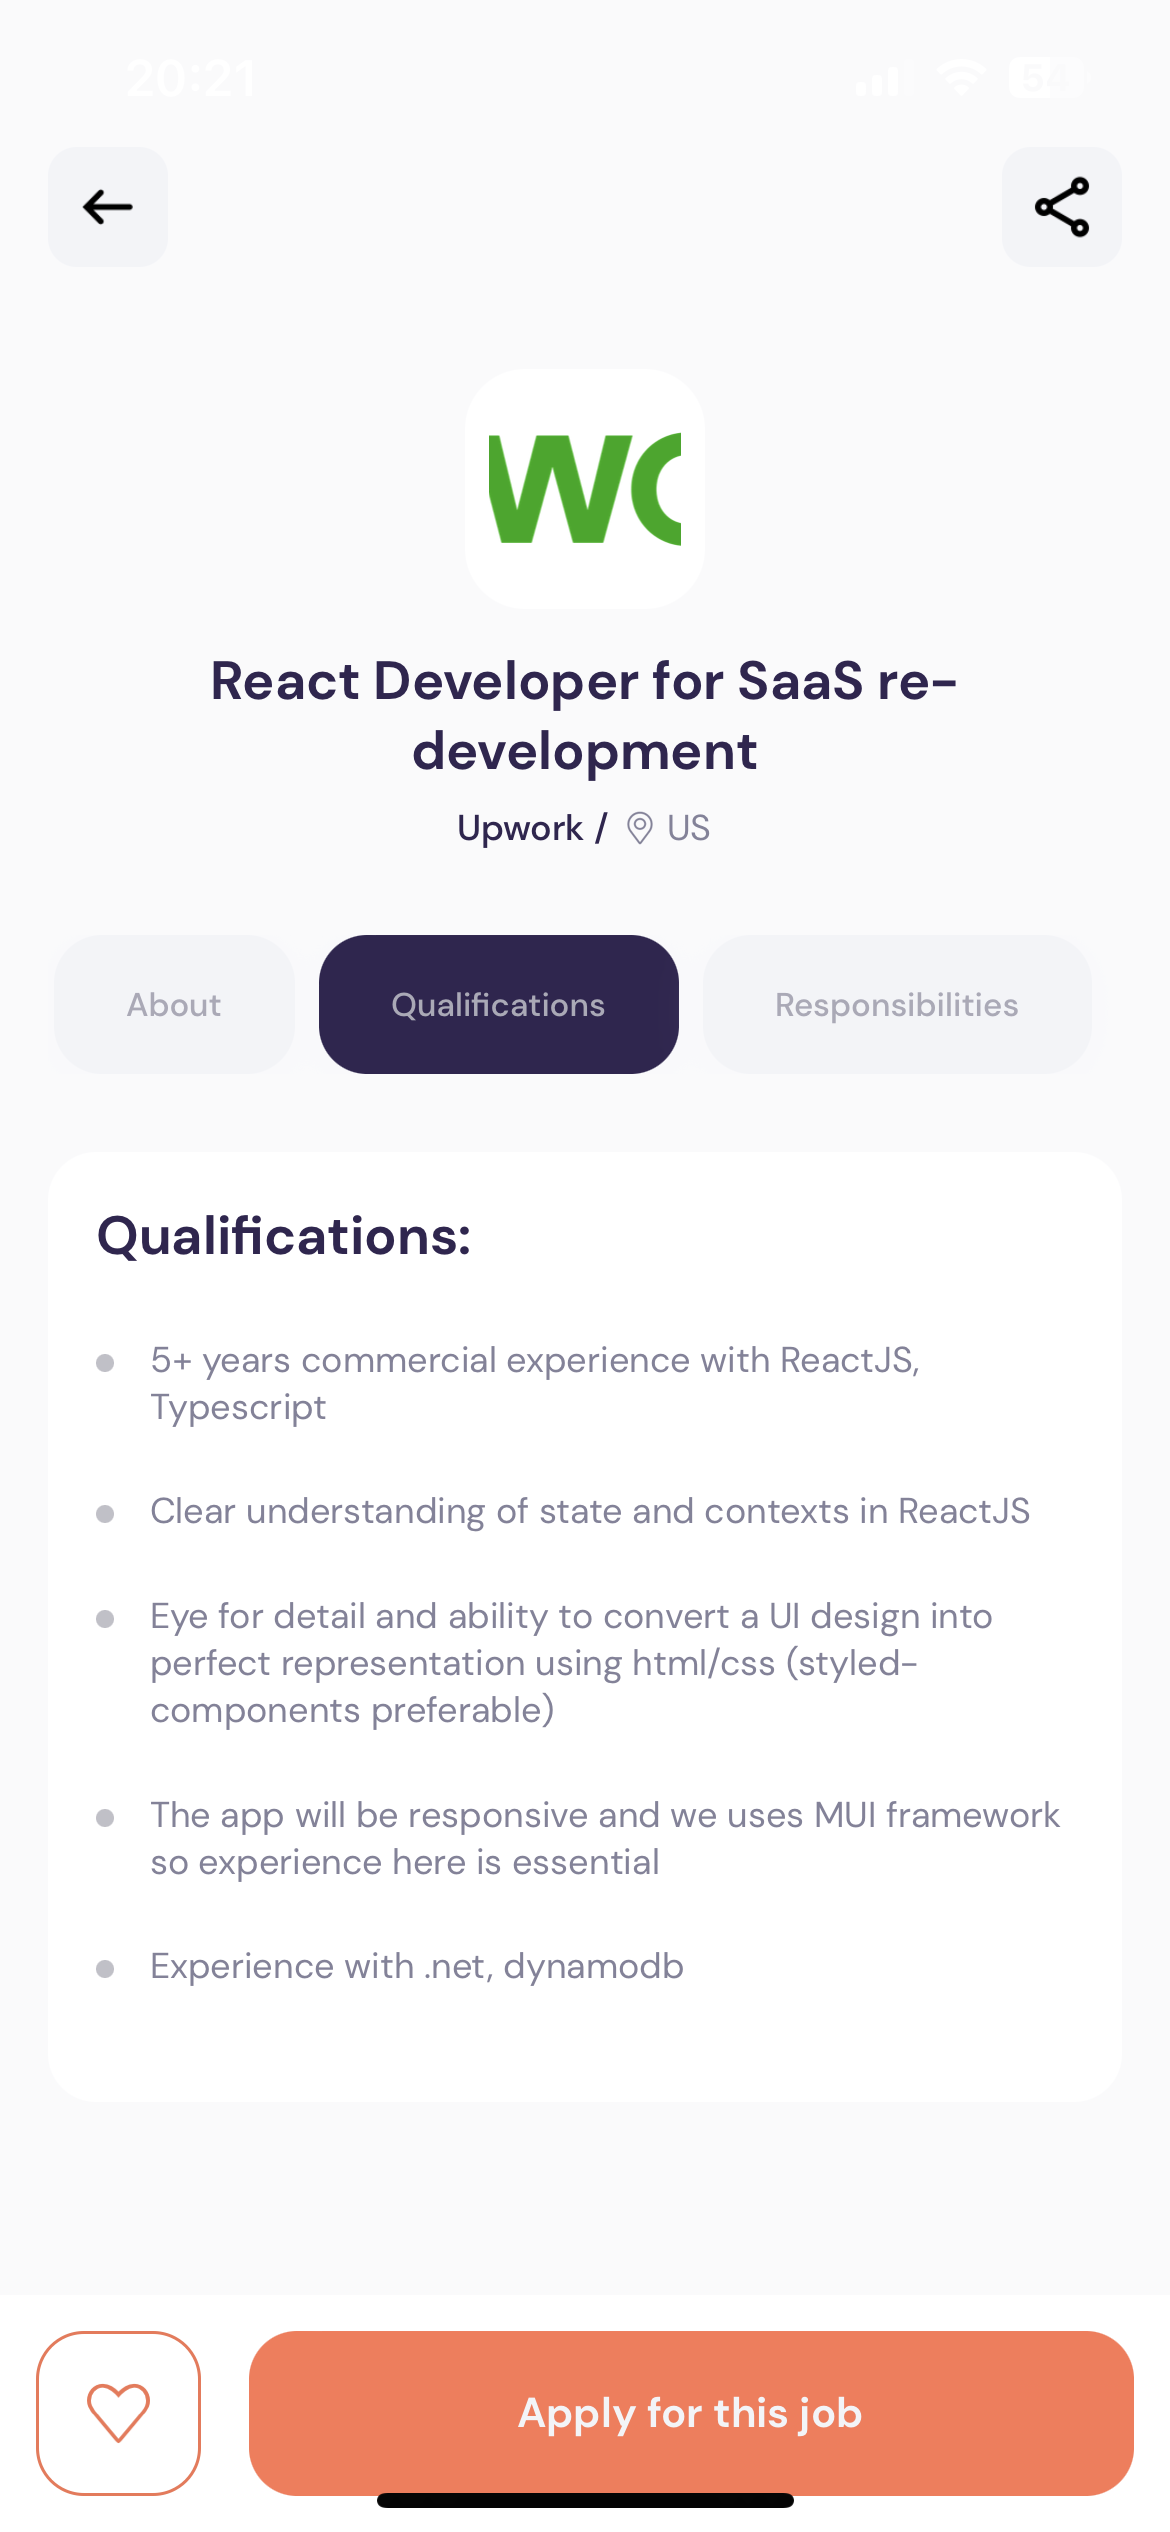 20:21
54
WO
React Developer for SaaS re-
development
Upwork / US
About Qualifications Responsibilities
Qualifications:
5+ years commercial experience with ReactJS,
Typescript
Clear understanding of state and contexts in ReactJS
Eye for detail and ability to convert a UI design into
perfect representation using html/css (styled-
components preferable)
The app will be responsive and we uses MUI framework
so experience here is essential
Experience with .net, dynamodb
Apply for this job